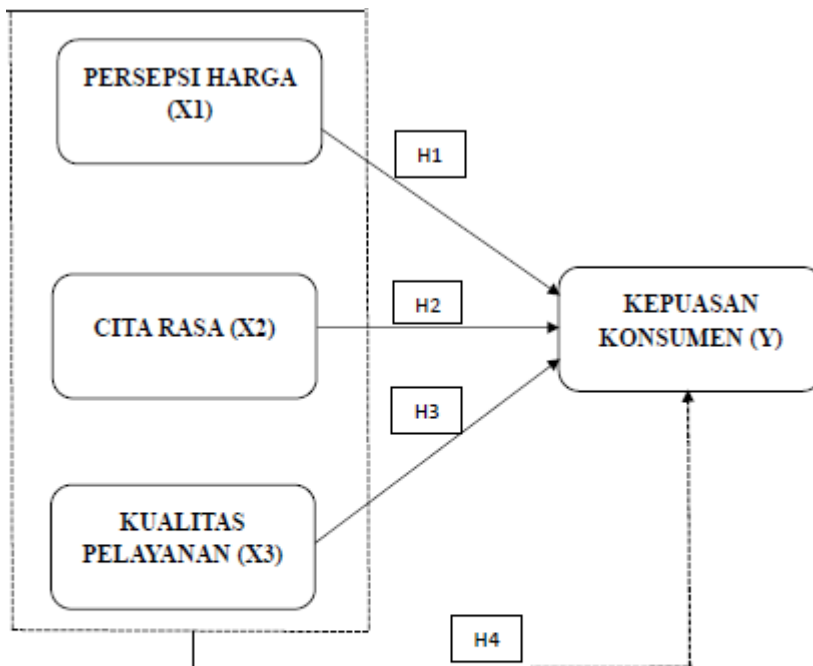 PERSEPSI HARGA
(X1)
H1
CITA RASA (X2)
H2
KEPUASAN
KONSUMEN (Y)
H3
KUALITAS
PELAYANAN (X3)
H4